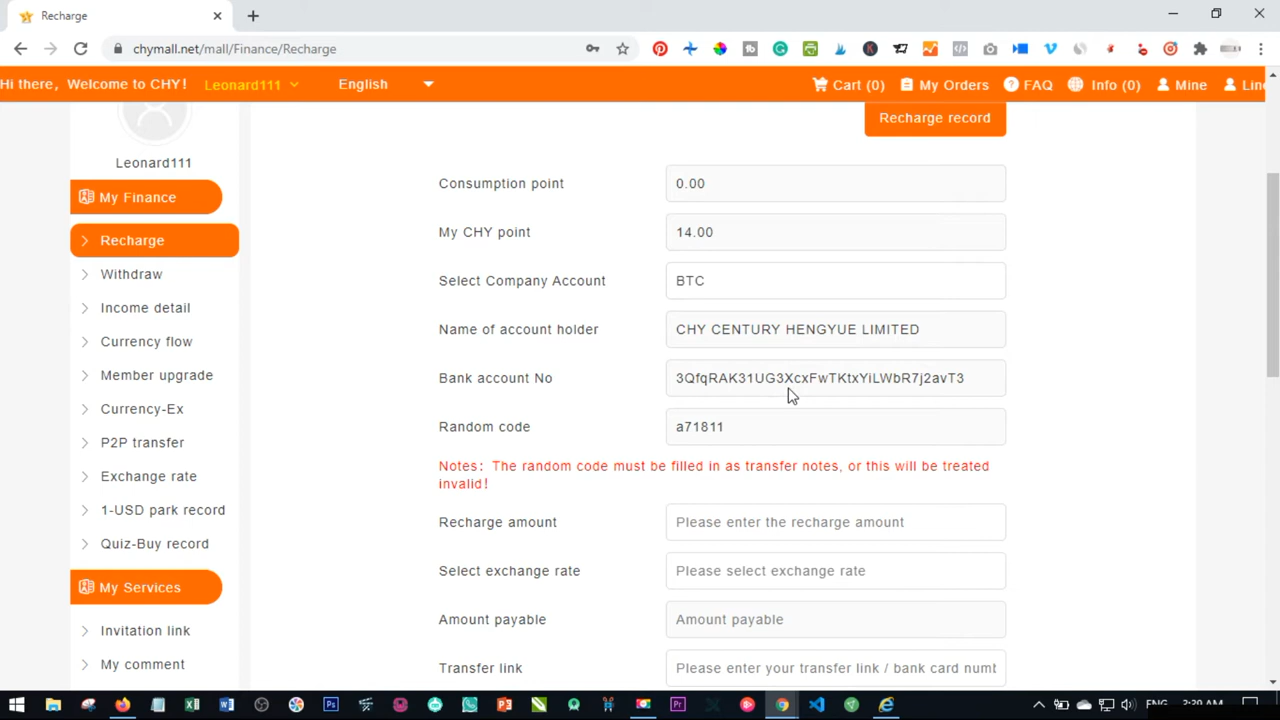 Recharge
chymall.net/mall/Finance/Recharge
Hi there, Welcome to CHY!
Leonard111
English
Cart (0)
My Orders
FAQ
Info (0)
Mine
Recharge record
Leonard111
My Finance
Recharge
Withdraw
Income detail
Currency flow
Member upgrade
Currency-Ex
P2P transfer
Exchange rate
1-USD park record
Quiz-Buy record
My Services
Invitation link
My comment
Consumption point 0.00
My CHY point 14.00
Select Company Account BTC
Name of account holder CHY CENTURY HENGYUE LIMITED
Bank account No 3QfqRAK31UG3XcxFwTKtxYiLWbR7j2avT3
Random code a71811
Notes: The random code must be filled in as transfer notes, or this will be treated
invalid!
Recharge amount Please enter the recharge amount
Select exchange rate Please select exchange rate
Amount payable Amount payable
Transfer link Please enter your transfer link / bank card numt
ENG